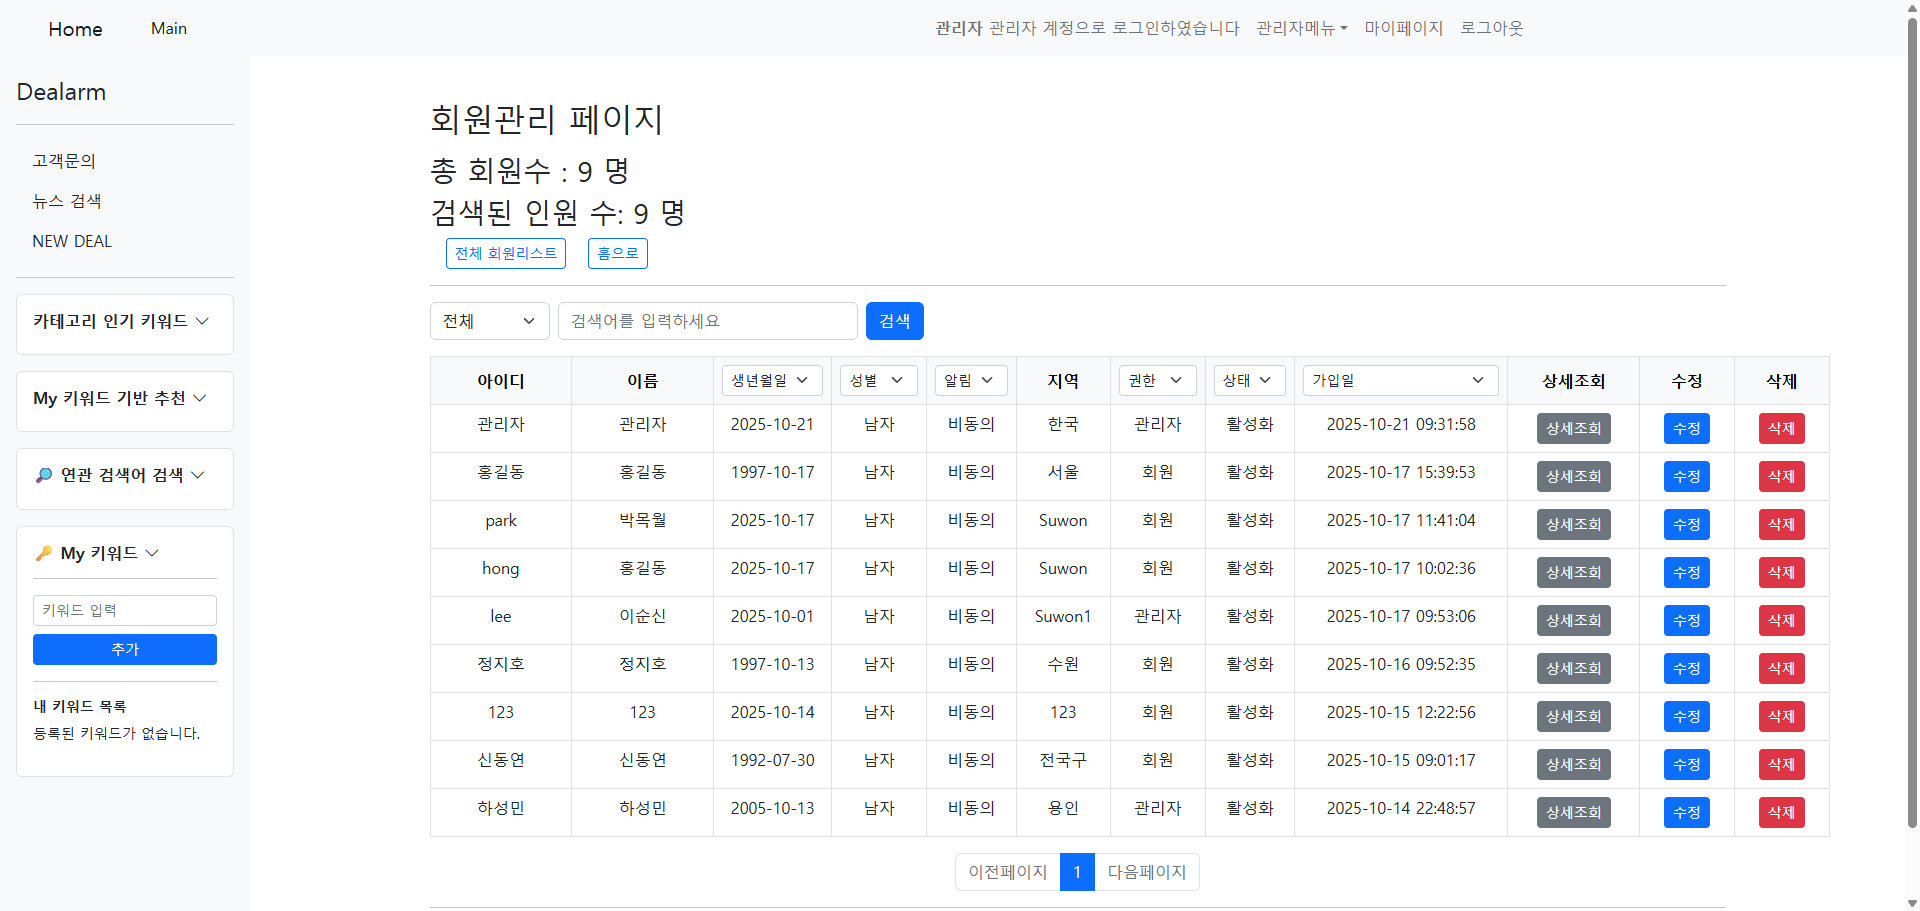 Home Main 관리자 관리자 계정으로 로그인하였습니다 관리자메뉴 마이페이지 로그아웃
Dealarm
고객문의
뉴스 검색
NEW DEAL
카테고리 인기 키워드
My 키워드 기반 추천
🔎 연관 검색어 검색
🔑 My 키워드
키워드 입력
추가
내 키워드 목록
등록된 키워드가 없습니다.
회원관리 페이지
총 회원수 : 9 명
검색된 인원 수: 9 명
전체 회원리스트 홈으로
전체 검색어를 입력하세요 검색
아이디 이름 생년월일 성별 알림 지역 권한 상태 가입일 상세조회 수정 삭제
관리자 관리자 2025-10-21 남자 비동의 한국 관리자 활성화 2025-10-21 09:31:58 상세조회 수정 삭제
홍길동 홍길동 1997-10-17 남자 비동의 서울 회원 활성화 2025-10-17 15:39:53 상세조회 수정 삭제
park 박목월 2025-10-17 남자 비동의 Suwon 회원 활성화 2025-10-17 11:41:04 상세조회 수정 삭제
hong 홍길동 2025-10-17 남자 비동의 Suwon 회원 활성화 2025-10-17 10:02:36 상세조회 수정 삭제
lee 이순신 2025-10-01 남자 비동의 Suwon1 관리자 활성화 2025-10-17 09:53:06 상세조회 수정 삭제
정지호 정지호 1997-10-13 남자 비동의 수원 회원 활성화 2025-10-16 09:52:35 상세조회 수정 삭제
123 123 2025-10-14 남자 비동의 123 회원 활성화 2025-10-15 12:22:56 상세조회 수정 삭제
신동연 신동연 1992-07-30 남자 비동의 전국구 회원 활성화 2025-10-15 09:01:17 상세조회 수정 삭제
하성민 하성민 2005-10-13 남자 비동의 용인 관리자 활성화 2025-10-14 22:48:57 상세조회 수정 삭제
이전페이지 1 다음페이지